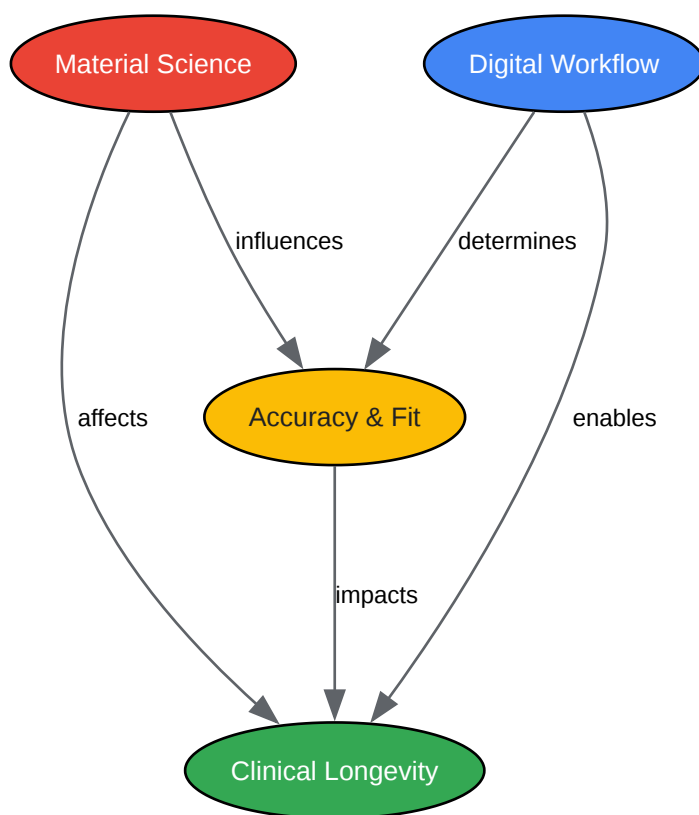 Material Science
Digital Workflow
influences
determines
Accuracy & Fit
affects
enables
impacts
Clinical Longevity